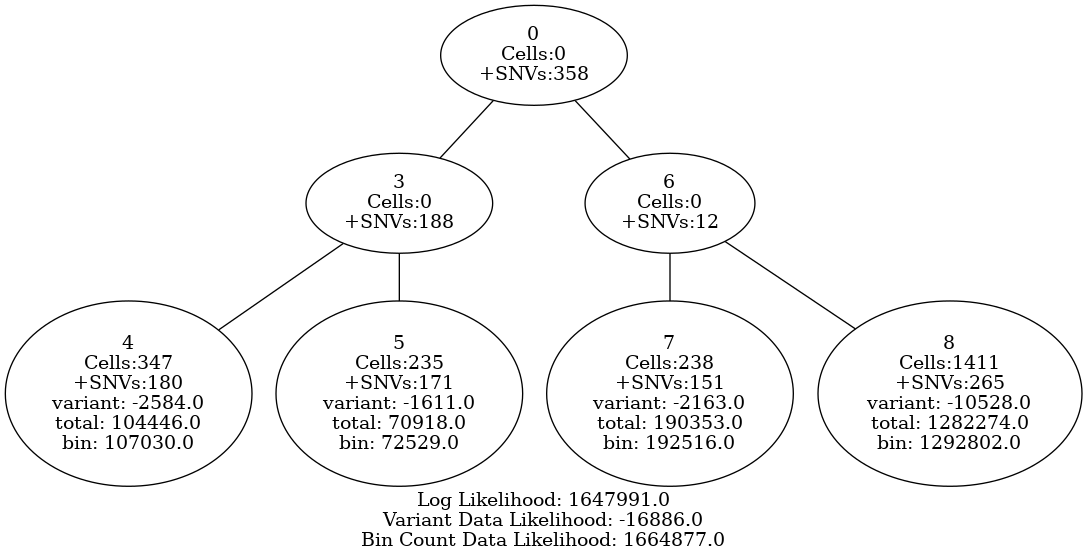 0
Cells:0
+SNVs:358
3
Cells:0
+SNVs:188
6
Cells:0
+SNVs:12
4
Cells:347
+SNVs:180
variant: -2584.0
total: 104446.0
bin: 107030.0
5
Cells:235
+SNVs:171
variant: -1611.0
total: 70918.0
bin: 72529.0
7
Cells:238
+SNVs:151
variant: -2163.0
total: 190353.0
bin: 192516.0
8
Cells:1411
+SNVs:265
variant: -10528.0
total: 1282274.0
bin: 1292802.0
Log Likelihood: 1647991.0
Variant Data Likelihood: -16886.0
Bin Count Data Likelihood: 1664877.0